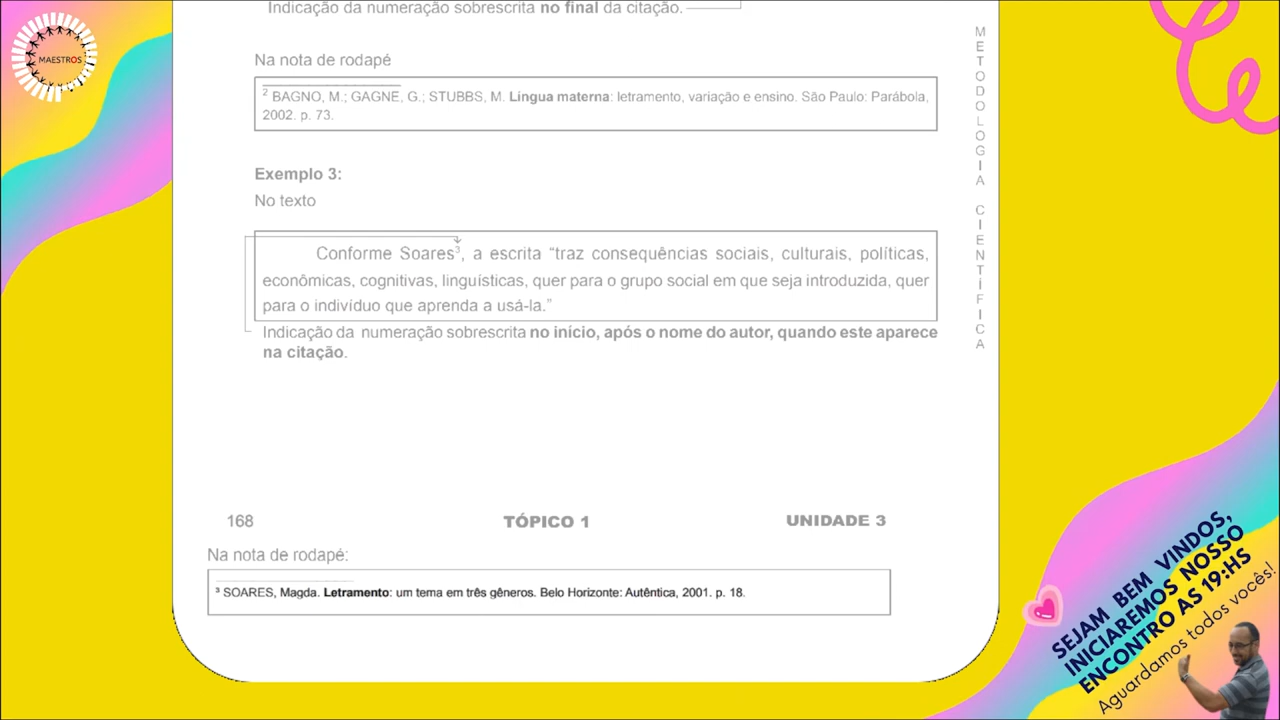 MAESTROS
Indicação da numeração sobrescrita no final da citação.
Na nota de rodapé
² BAGNO, M.; GAGNE, G.; STUBBS, M. Língua materna: letramento, variação e ensino. São Paulo: Parábola,
2002. p. 73.
Exemplo 3:
No texto
Conforme Soares³, a escrita “traz consequências sociais, culturais, políticas,
econômicas, cognitivas, linguísticas, quer para o grupo social em que seja introduzida, quer
para o indivíduo que aprenda a usá-la.”
Indicação da numeração sobrescrita no início, após o nome do autor, quando este aparece
na citação.
METODOLOGIA CIENTÍFICA
168 TÓPICO 1 UNIDADE 3
Na nota de rodapé:
³ SOARES, Magda. Letramento: um tema em três gêneros. Belo Horizonte: Autêntica, 2001. p. 18.
SEJAM BEM VINDOS,
INICIAREMOS NOSSO
ENCONTRO AS 19:HS
Aguardamos todos vocês!